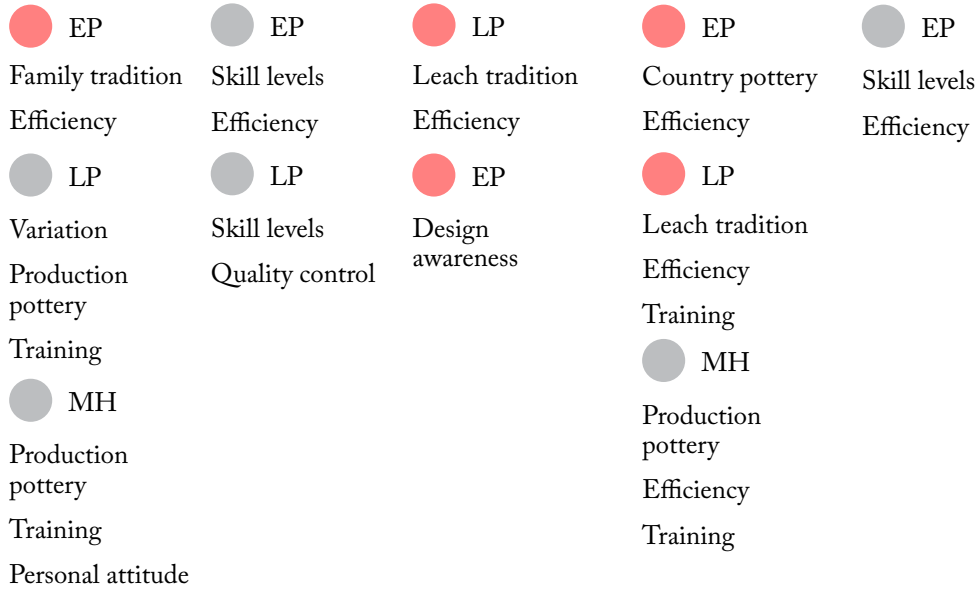 EP
Family tradition
Efficiency
LP
Variation
Production
pottery
Training
MH
Production
pottery
Training
Personal attitude
EP
Skill levels
Efficiency
LP
Skill levels
Quality control
LP
Leach tradition
Efficiency
EP
Design
awareness
EP
Country pottery
Efficiency
LP
Leach tradition
Efficiency
Training
MH
Production
pottery
Efficiency
Training
EP
Skill levels
Efficiency